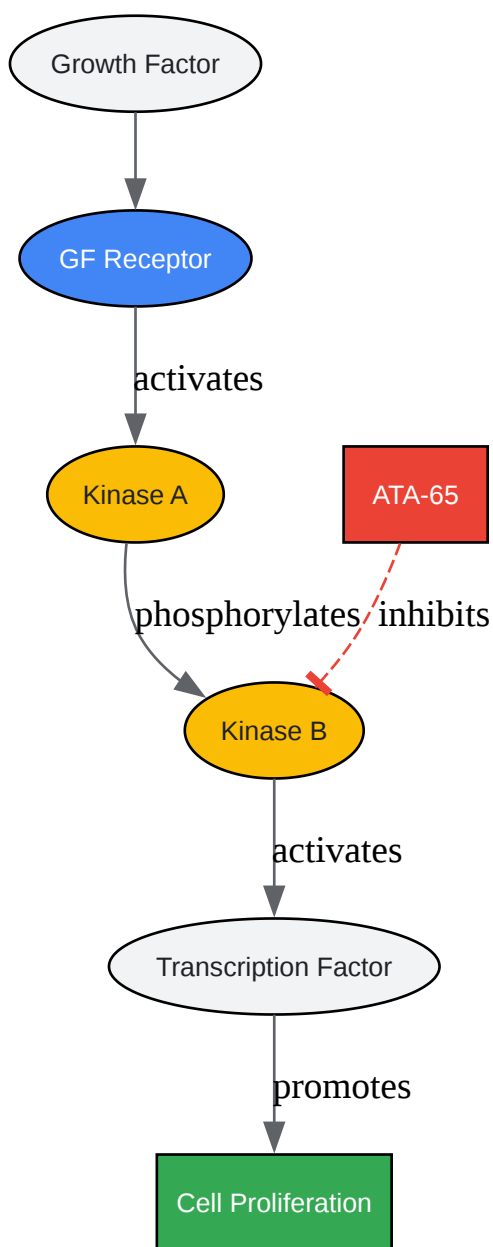 Growth Factor
GF Receptor
activates
Kinase A
ATA-65
phosphorylates
inhibits
Kinase B
activates
Transcription Factor
promotes
Cell Proliferation